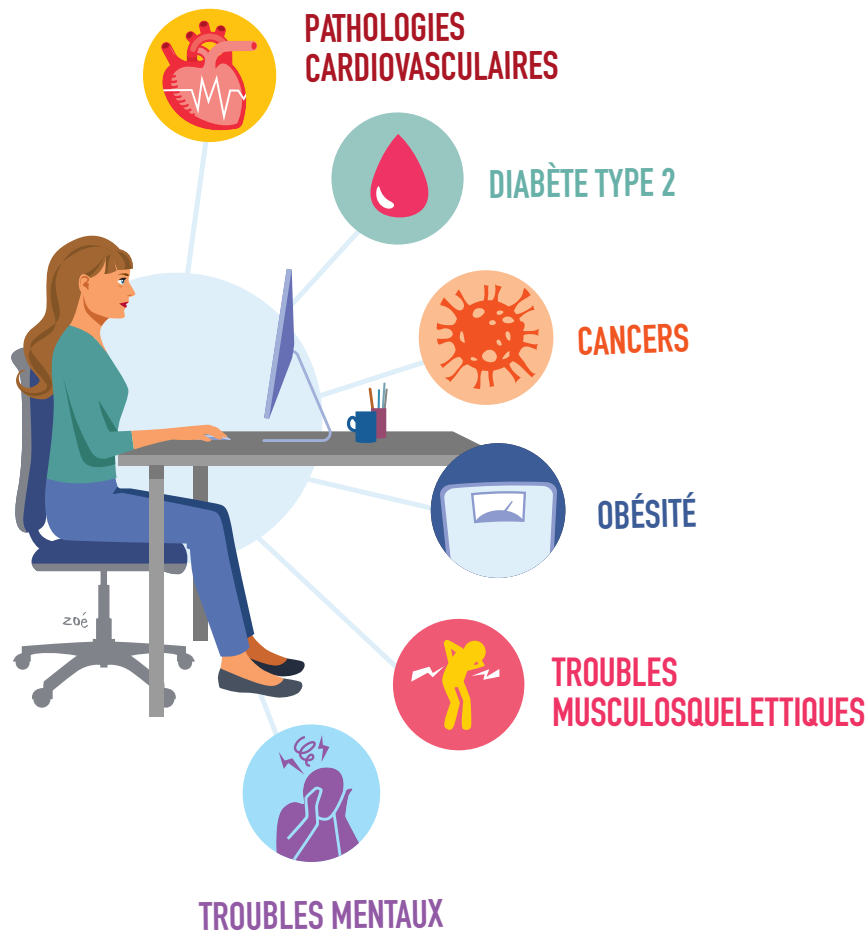 PATHOLOGIES
CARDIOVASCULAIRES
DIABÈTE TYPE 2
CANCERS
OBÉSITÉ
zoé
TROUBLES
MUSCULOSQUELETTIQUES
TROUBLES MENTAUX